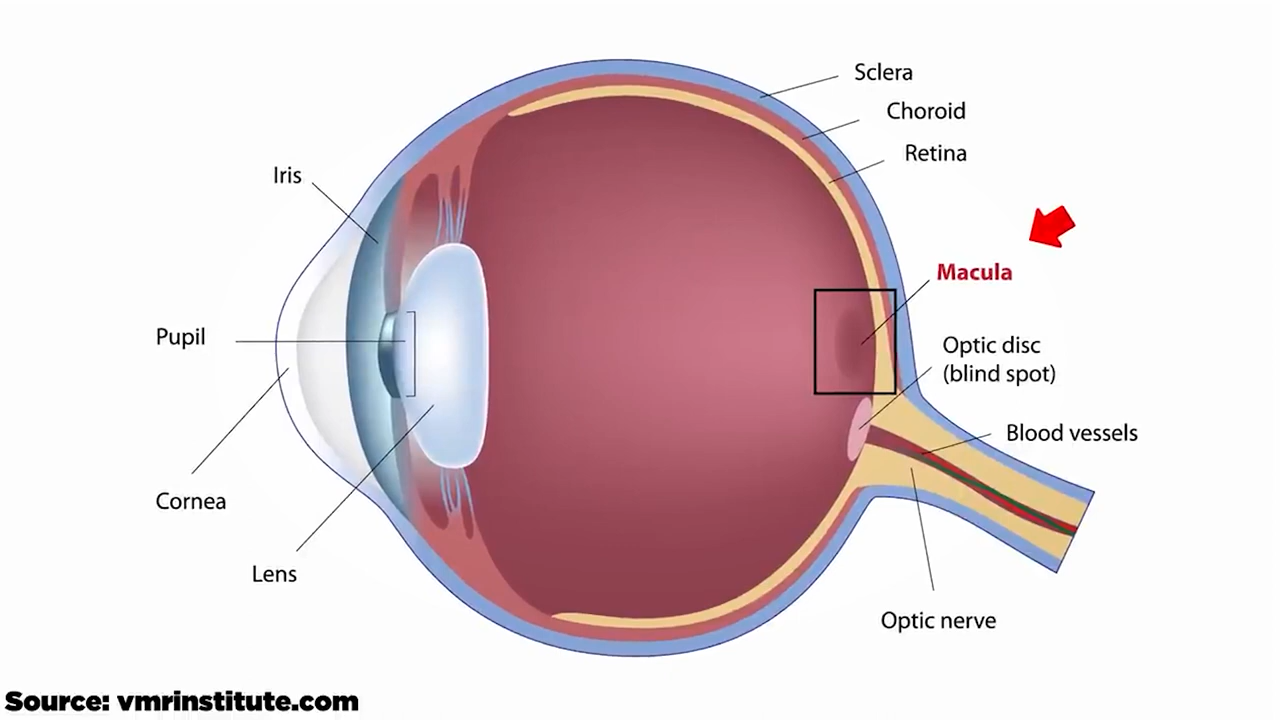 Sclera
Choroid
Retina
Iris
Macula
Pupil
Optic disc
(blind spot)
Blood vessels
Cornea
Lens
Optic nerve
Source: vmrinstitute.com